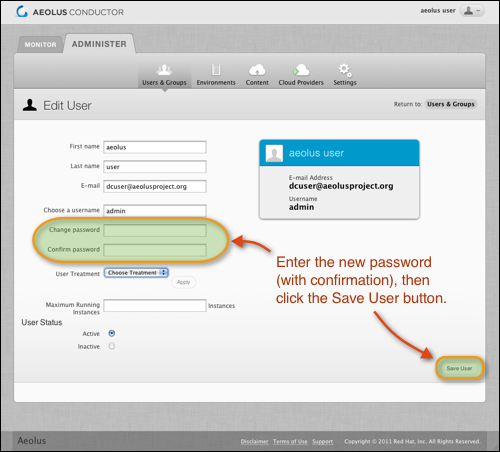 AEOLUS CONDUCTOR
aeolus user
MONITOR
ADMINISTER
Users & Groups
Environments
Content
Cloud Providers
Settings
Edit User
Return to: Users & Groups
First name
aeolus
Last name
user
E-mail
dcuser@aeolusproject.org
Choose a username
admin
Change password
Confirm password
User Treatment
Choose Treatment
Apply
Maximum Running
Instances
Instances
User Status
Active
Inactive
aeolus user
E-mail Address
dcuser@aeolusproject.org
Username
admin
Enter the new password
(with confirmation), then
click the Save User button.
Save User
Aeolus
Disclaimer Terms of Use Support Copyright © 2011 Red Hat, Inc. All Rights Reserved.